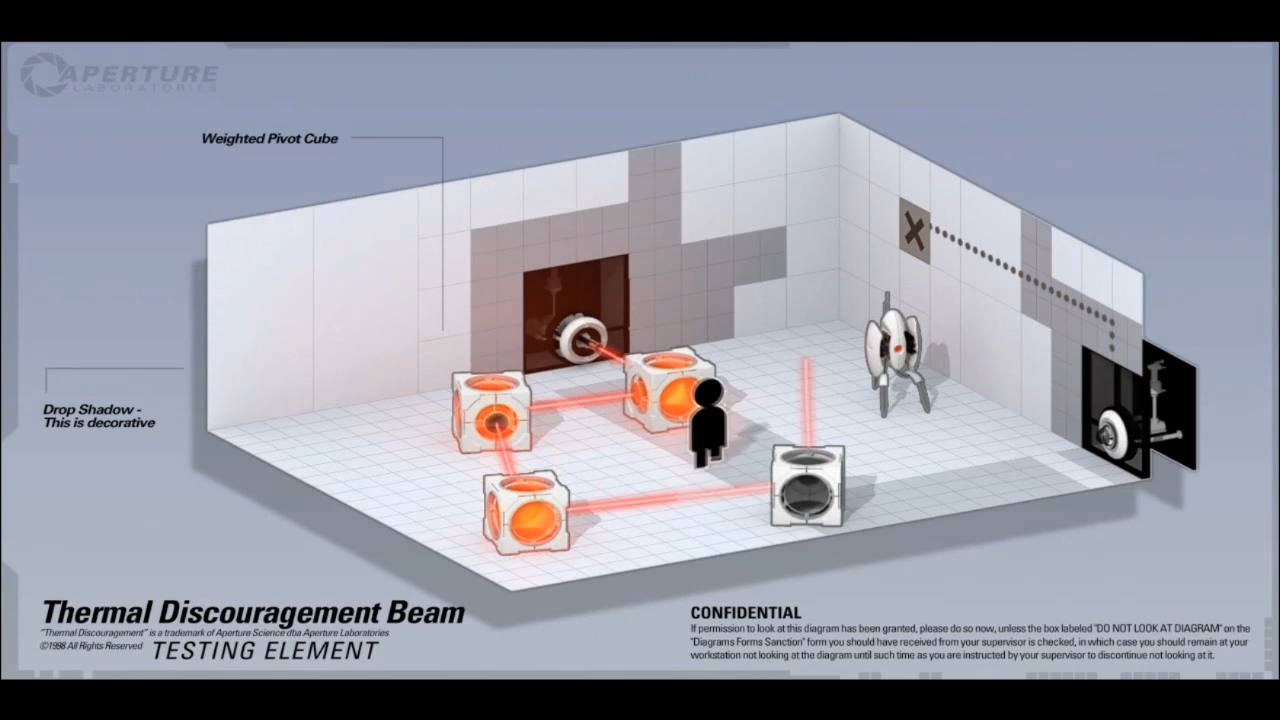 APERTURE
LABORATORIES
Weighted Pivot Cube
Drop Shadow -
This is decorative
Thermal Discouragement Beam
"Thermal Discouragement" is a trademark of Aperture Science dba Aperture Laboratories
©1998 All Rights Reserved TESTING ELEMENT
CONFIDENTIAL
If permission to look at this diagram has been granted, please do so now, unless the box labeled "DO NOT LOOK AT DIAGRAM" on the
"Diagrams Forms Sanction" form you should have received from your supervisor is checked, in which case you should remain at your
workstation not looking at the diagram until such time as you are instructed by your supervisor to discontinue not looking at it.